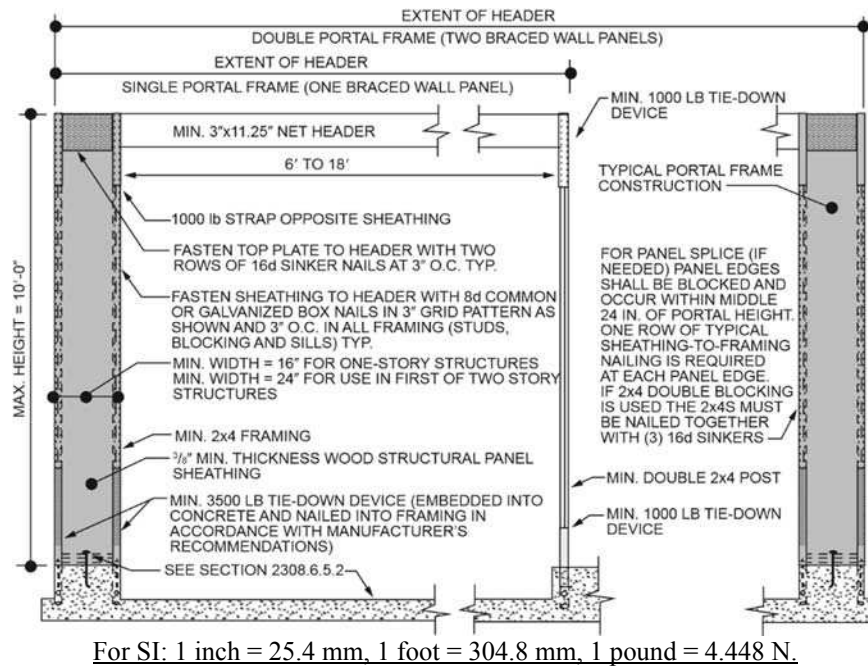 EXTENT OF HEADER
DOUBLE PORTAL FRAME (TWO BRACED WALL PANELS)
EXTENT OF HEADER
SINGLE PORTAL FRAME (ONE BRACED WALL PANEL)
MIN. 1000 LB TIE-DOWN
DEVICE
MIN. 3"x11.25" NET HEADER
6' TO 18'
TYPICAL PORTAL FRAME
CONSTRUCTION
1000 lb STRAP OPPOSITE SHEATHING
FASTEN TOP PLATE TO HEADER WITH TWO
ROWS OF 16d SINKER NAILS AT 3" O.C. TYP.
FASTEN SHEATHING TO HEADER WITH 8d COMMON
OR GALVANIZED BOX NAILS IN 3" GRID PATTERN AS
SHOWN AND 3" O.C. IN ALL FRAMING (STUDS,
BLOCKING AND SILLS) TYP.
FOR PANEL SPLICE (IF
NEEDED) PANEL EDGES
SHALL BE BLOCKED AND
OCCUR WITHIN MIDDLE
24 IN. OF PORTAL HEIGHT.
ONE ROW OF TYPICAL
SHEATHING-TO-FRAMING
NAILING IS REQUIRED
AT EACH PANEL EDGE.
IF 2x4 DOUBLE BLOCKING
IS USED THE 2x4S MUST
BE NAILED TOGETHER
WITH (3) 16d SINKERS
MAX. HEIGHT = 10'-0"
MIN. WIDTH = 16" FOR ONE-STORY STRUCTURES
MIN. WIDTH = 24" FOR USE IN FIRST OF TWO STORY
STRUCTURES
MIN. 2x4 FRAMING
3/8" MIN. THICKNESS WOOD STRUCTURAL PANEL
SHEATHING
MIN. DOUBLE 2x4 POST
MIN. 3500 LB TIE-DOWN DEVICE (EMBEDDED INTO
CONCRETE AND NAILED INTO FRAMING IN
ACCORDANCE WITH MANUFACTURER'S
RECOMMENDATIONS)
MIN. 1000 LB TIE-DOWN
DEVICE
SEE SECTION 2308.6.5.2
For SI: 1 inch = 25.4 mm, 1 foot = 304.8 mm, 1 pound = 4.448 N.